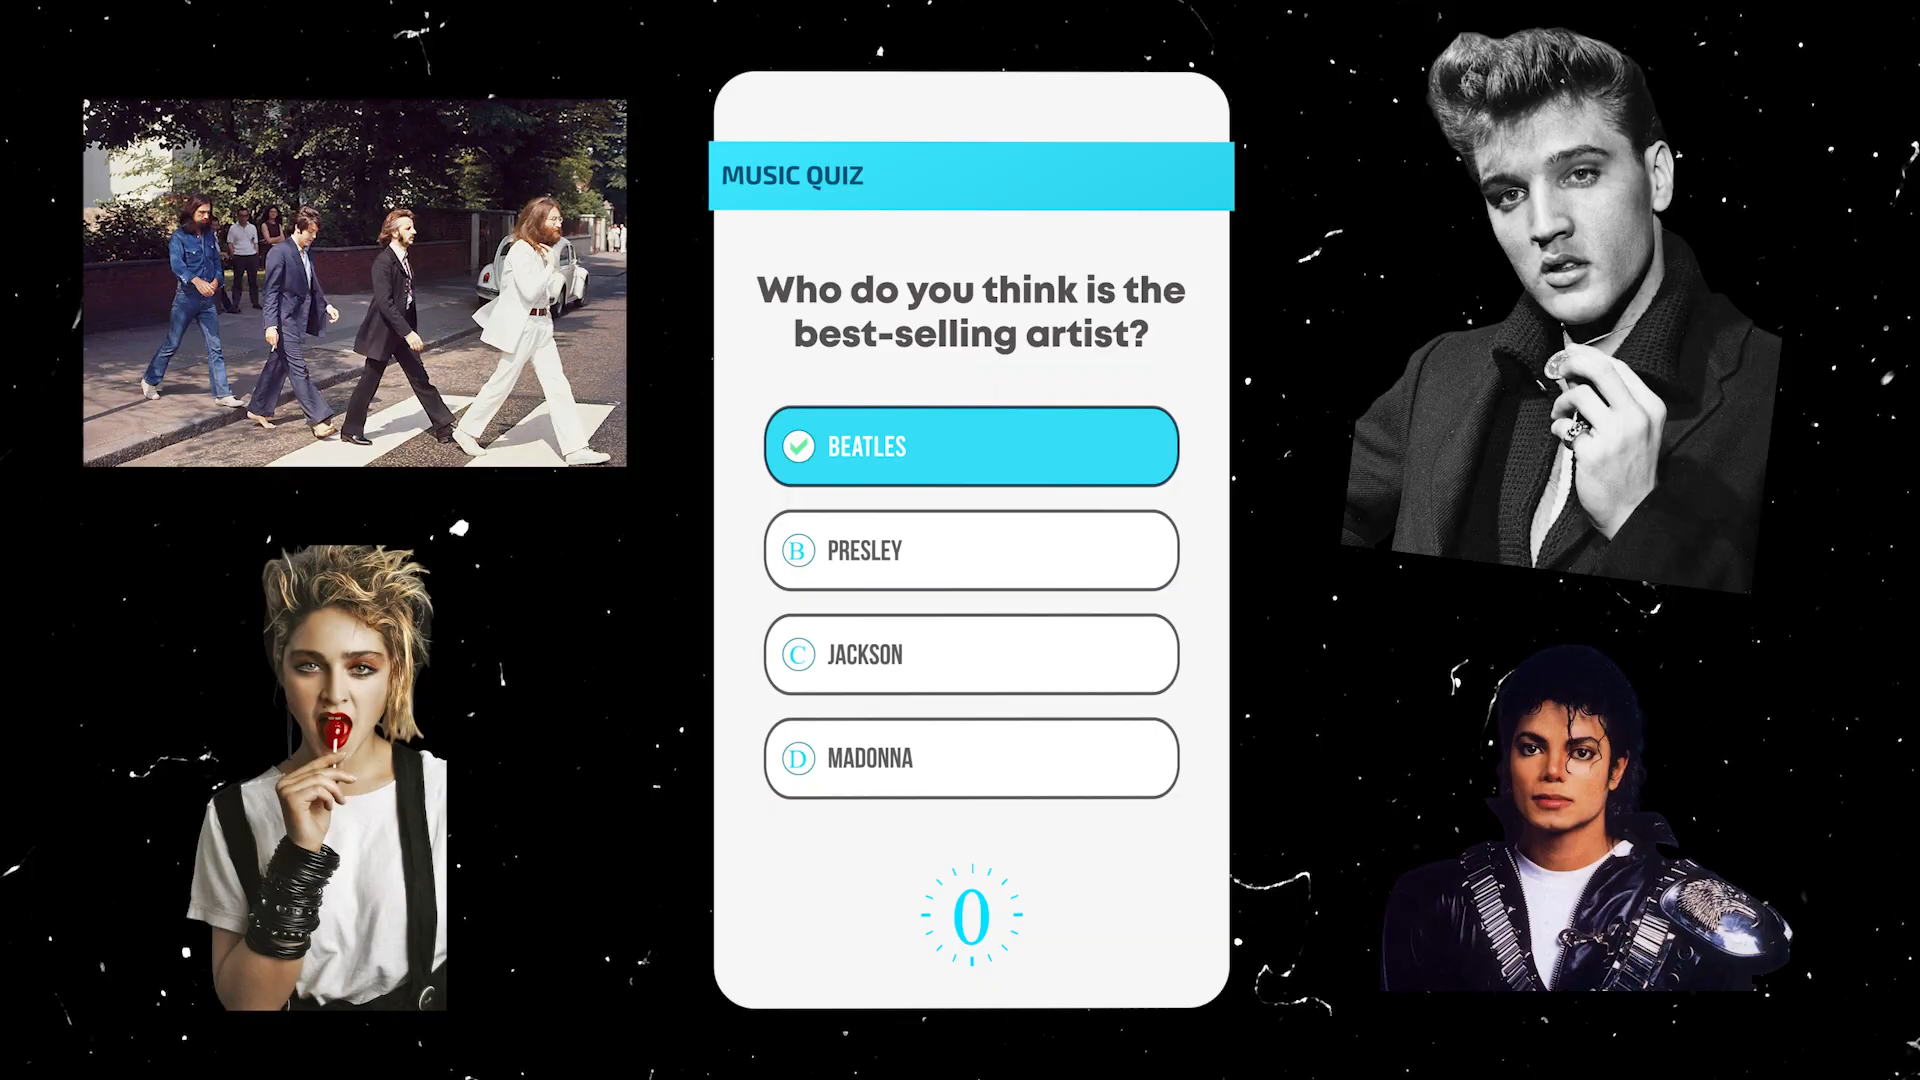 MUSIC QUIZ
Who do you think is the
best-selling artist?
BEATLES
B PRESLEY
C JACKSON
D MADONNA
0